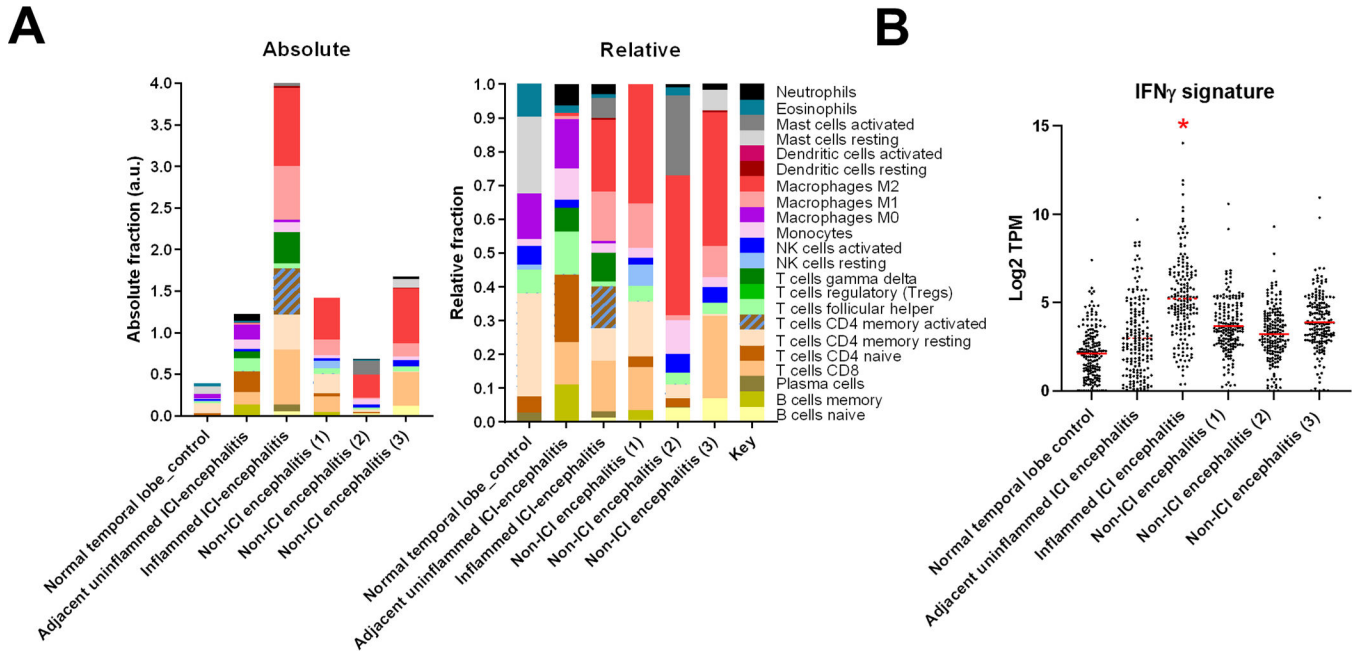 A
Absolute
Absolute fraction (a.u.)
4.0
3.5
3.0
2.5
2.0
1.5
1.0
0.5
0.0
Normal temporal lobe_control
Adjacent uninflammed ICI-encephalitis
Inflammed ICI-encephalitis
Non-ICI encephalitis (1)
Non-ICI encephalitis (2)
Non-ICI encephalitis (3)
Relative
Relative fraction
1.0
0.9
0.8
0.7
0.6
0.5
0.4
0.3
0.2
0.1
0.0
Normal temporal lobe_control
Adjacent uninflammed ICI-encephalitis
Inflammed ICI-encephalitis
Non-ICI encephalitis (1)
Non-ICI encephalitis (2)
Non-ICI encephalitis (3)
Key
Neutrophils
Eosinophils
Mast cells activated
Mast cells resting
Dendritic cells activated
Dendritic cells resting
Macrophages M2
Macrophages M1
Macrophages M0
Monocytes
NK cells activated
NK cells resting
T cells gamma delta
T cells regulatory (Tregs)
T cells follicular helper
T cells CD4 memory activated
T cells CD4 memory resting
T cells CD4 naive
T cells CD8
Plasma cells
B cells memory
B cells naive
B
IFNγ signature
*
Log2 TPM
15
10
5
0
Normal temporal lobe control
Adjacent uninflamed ICI encephalitis
Inflamed ICI encephalitis
Non-ICI encephalitis (1)
Non-ICI encephalitis (2)
Non-ICI encephalitis (3)